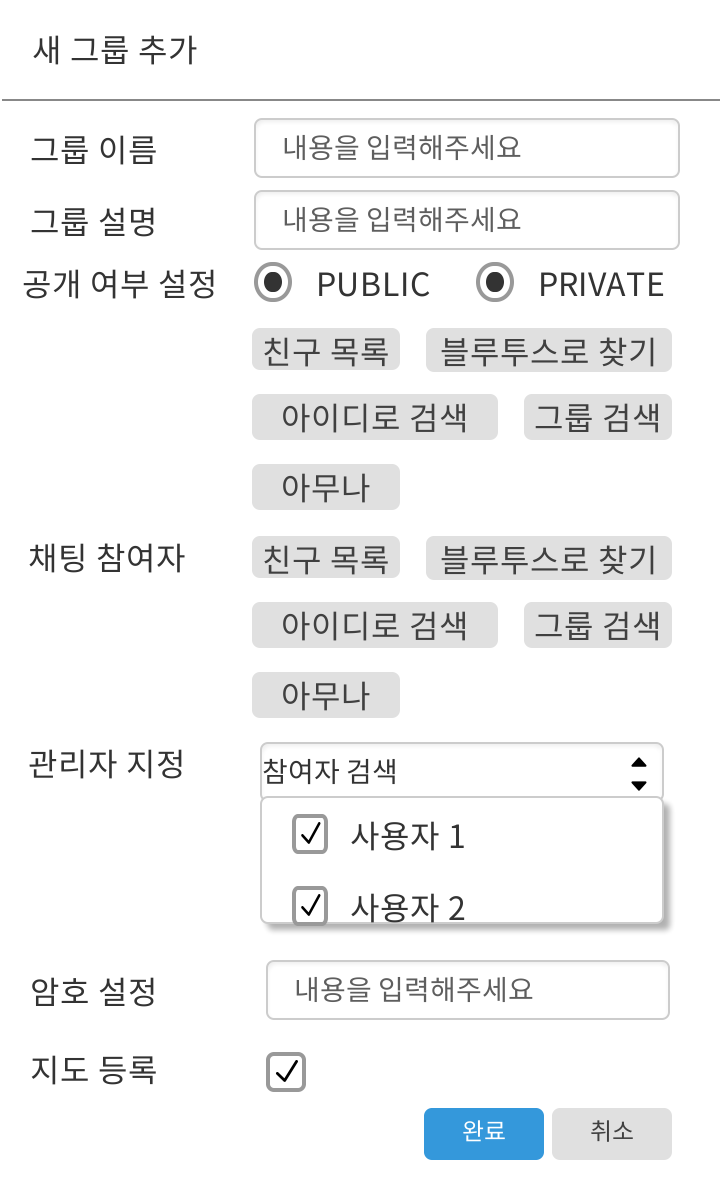 새 그룹 추가
그룹 이름 내용을 입력해주세요
그룹 설명 내용을 입력해주세요
공개 여부 설정 PUBLIC PRIVATE
친구 목록 블루투스로 찾기
아이디로 검색 그룹 검색
아무나
채팅 참여자 친구 목록 블루투스로 찾기
아이디로 검색 그룹 검색
아무나
관리자 지정 참여자 검색
사용자 1
사용자 2
암호 설정 내용을 입력해주세요
지도 등록
완료 취소